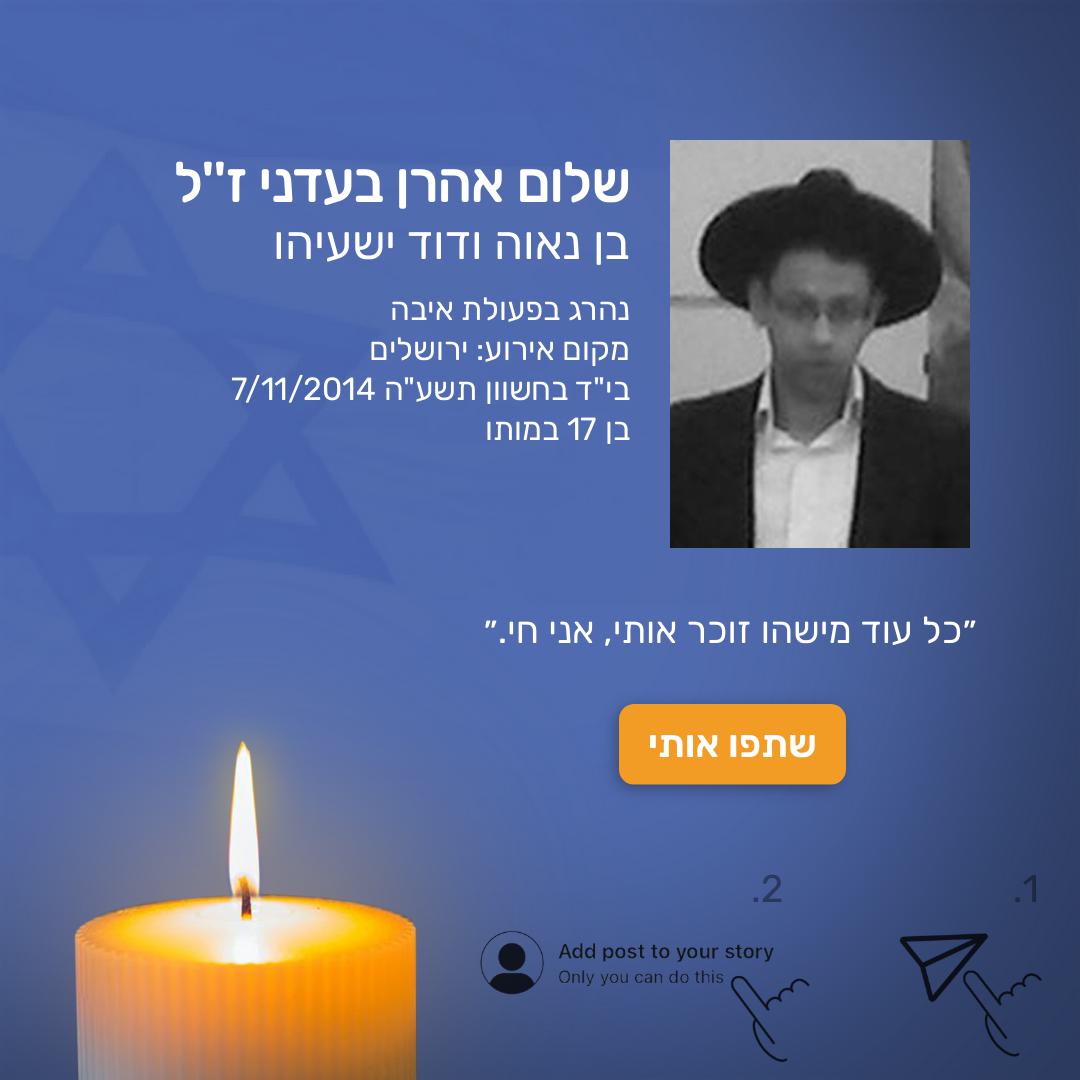 שלום אהרן בעדני ז"ל
בן נאוה ודוד ישעיהו
נהרג בפעולת איבה
מקום אירוע: ירושלים
בי"ד בחשוון תשע"ה 7/11/2014
בן 17 במותו
״כל עוד מישהו זוכר אותי, אני חי.״
שתפו אותי
1.
2.
Add post to your story
Only you can do this